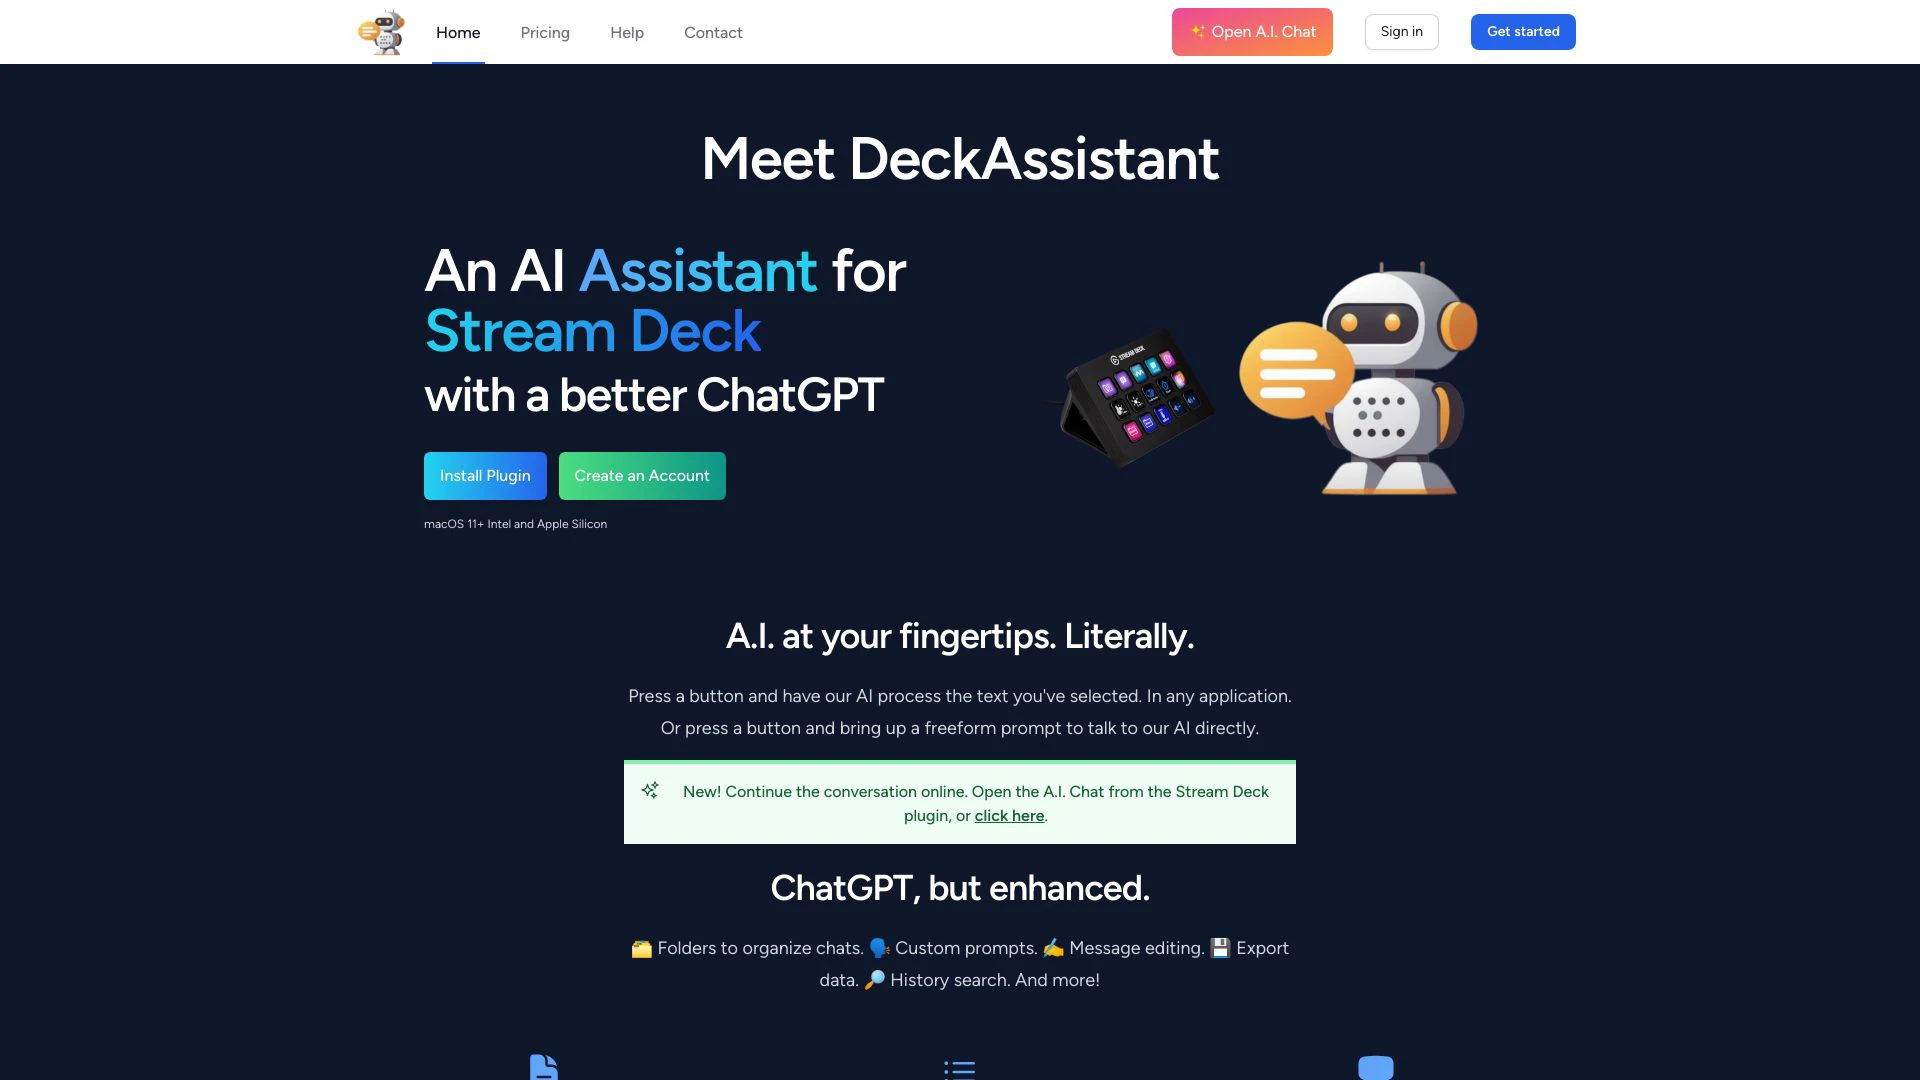 Home
Pricing
Help
Contact
✨ Open A.I. Chat
Sign in
Get started
Meet DeckAssistant
An AI Assistant for
Stream Deck
with a better ChatGPT
STREAM DECK
Install Plugin
Create an Account
macOS 11+ Intel and Apple Silicon
A.I. at your fingertips. Literally.
Press a button and have our AI process the text you've selected. In any application.
Or press a button and bring up a freeform prompt to talk to our AI directly.
New! Continue the conversation online. Open the A.I. Chat from the Stream Deck
plugin, or click here.
ChatGPT, but enhanced.
🗂️ Folders to organize chats. 🗣️ Custom prompts. ✍️ Message editing. 💾 Export
data. 🔎 History search. And more!